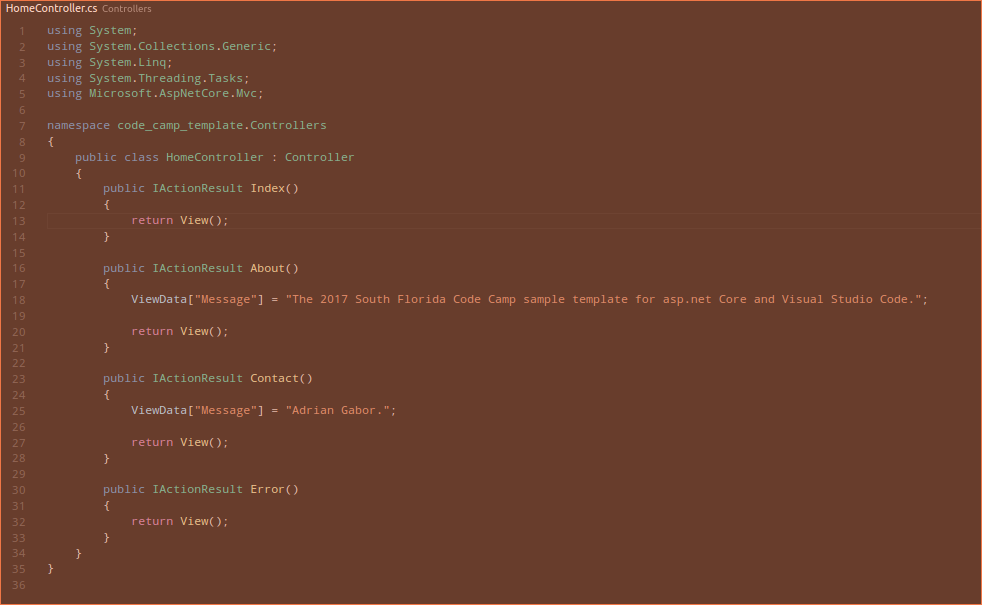 HomeController.cs Controllers
1 using System;
2 using System.Collections.Generic;
3 using System.Linq;
4 using System.Threading.Tasks;
5 using Microsoft.AspNetCore.Mvc;
6
7 namespace code_camp_template.Controllers
8 {
9     public class HomeController : Controller
10     {
11         public IActionResult Index()
12         {
13             return View();
14         }
15
16         public IActionResult About()
17         {
18             ViewData["Message"] = "The 2017 South Florida Code Camp sample template for asp.net Core and Visual Studio Code.";
19
20             return View();
21         }
22
23         public IActionResult Contact()
24         {
25             ViewData["Message"] = "Adrian Gabor.";
26
27             return View();
28         }
29
30         public IActionResult Error()
31         {
32             return View();
33         }
34     }
35 }
36